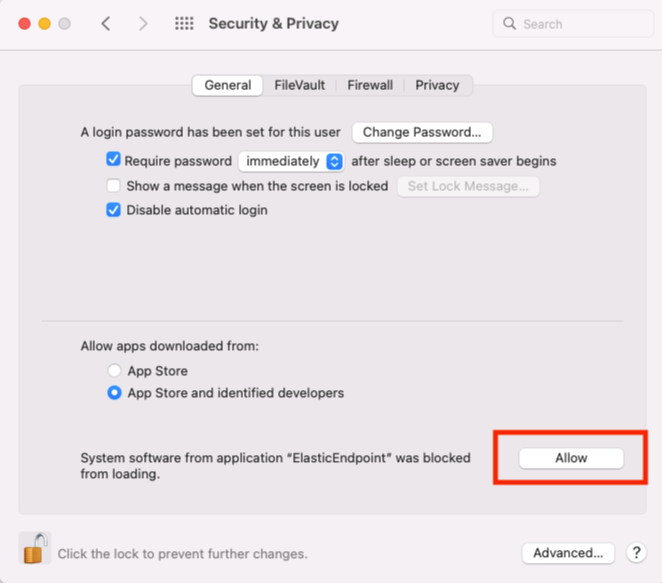 Security & Privacy
Search
General
FileVault
Firewall
Privacy
A login password has been set for this user
Change Password...
Require password immediately after sleep or screen saver begins
Show a message when the screen is locked
Set Lock Message...
Disable automatic login
Allow apps downloaded from:
App Store
App Store and identified developers
System software from application “ElasticEndpoint” was blocked
from loading.
Allow
Click the lock to prevent further changes.
Advanced...
?